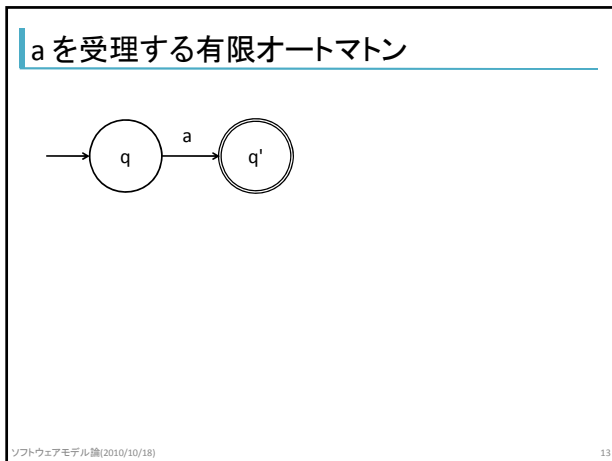 a を受理する有限オートマトン
a
q
q'
ソフトウェアモデル論(2010/10/18)
13